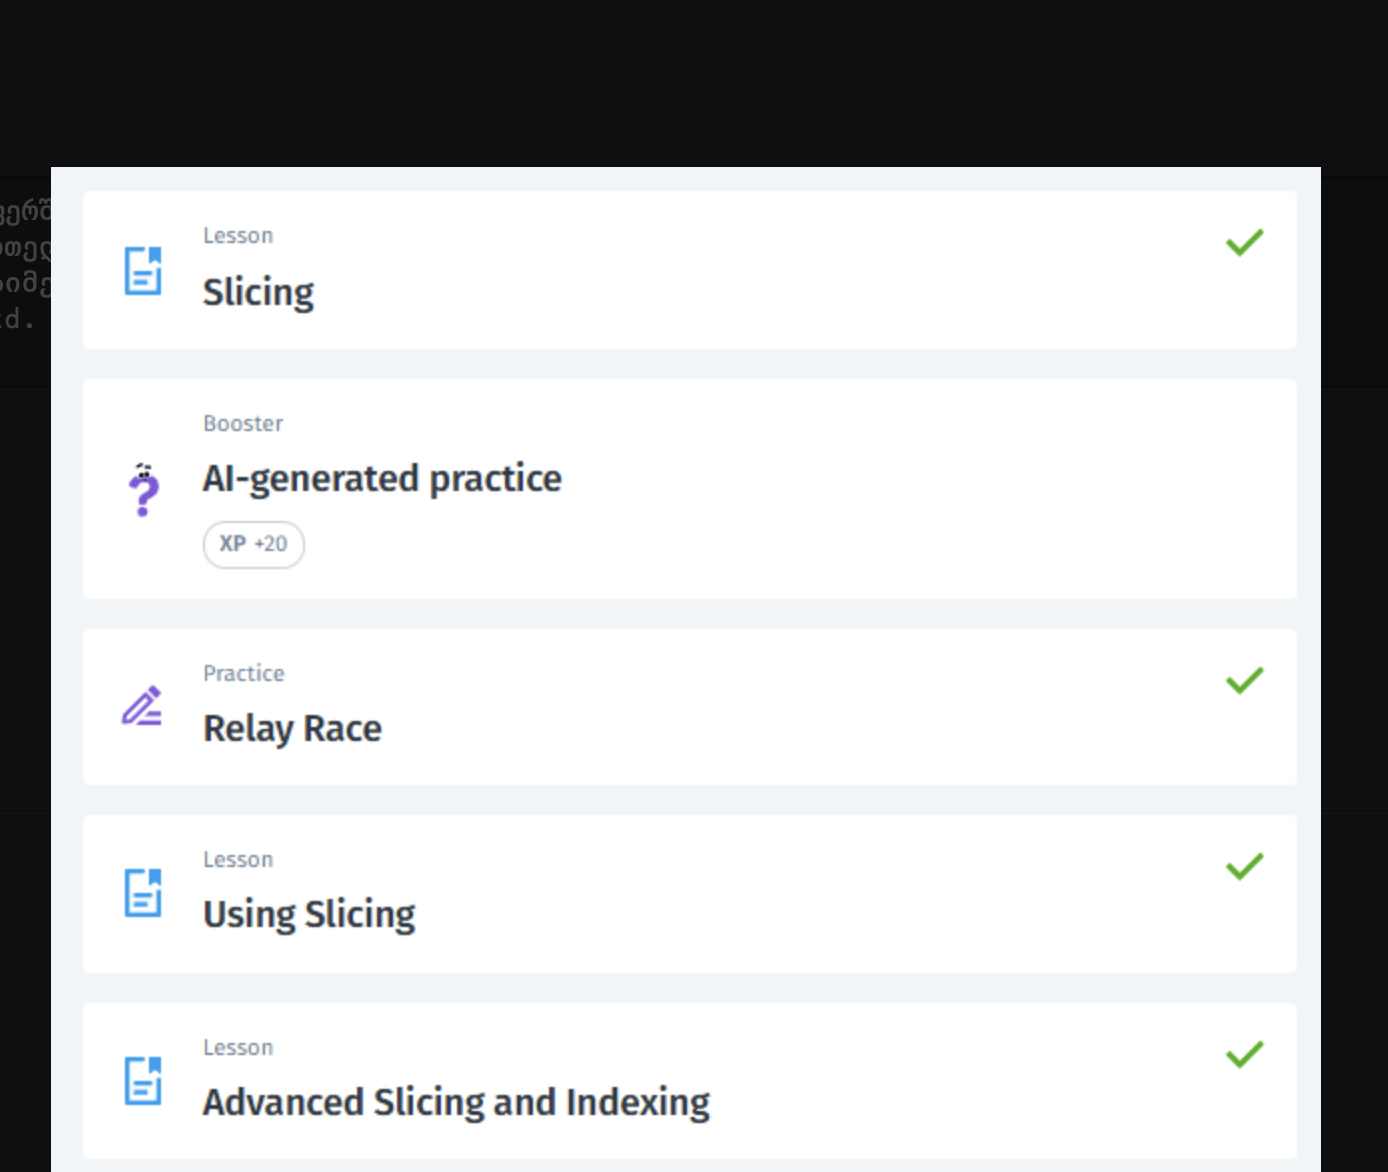 Lesson
Slicing
Booster
AI-generated practice
XP +20
Practice
Relay Race
Lesson
Using Slicing
Lesson
Advanced Slicing and Indexing